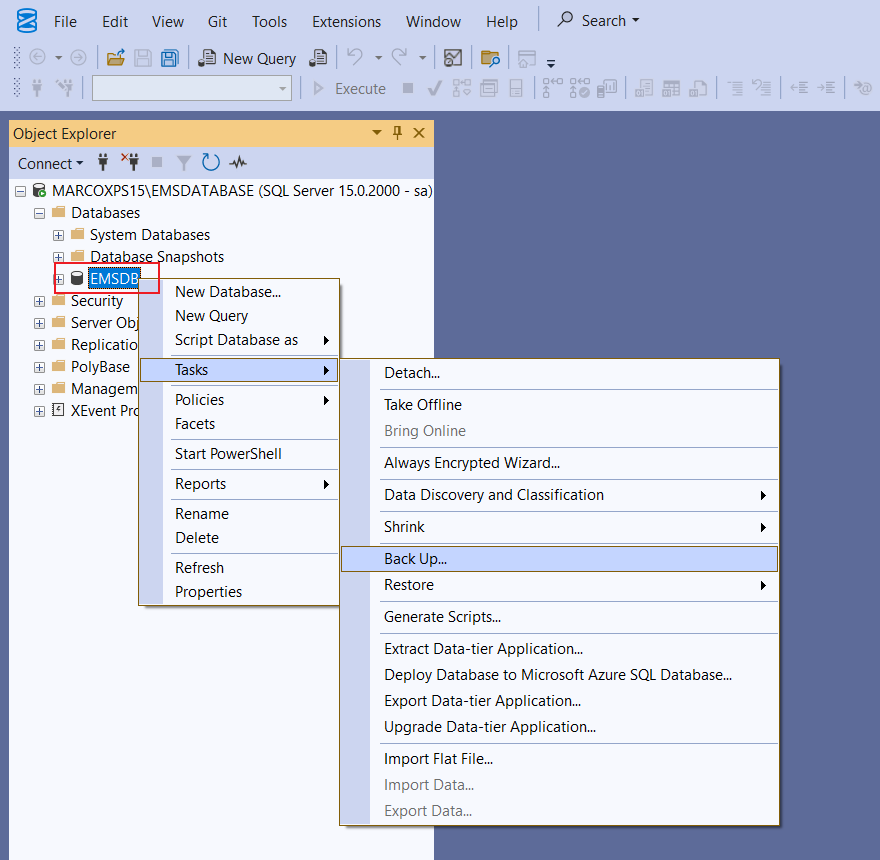 File Edit View Git Tools Extensions Window Help Search
New Query
Execute
Object Explorer
Connect
MARCOXPS15\EMSDATABASE (SQL Server 15.0.2000 - sa)
Databases
System Databases
Database Snapshots
EMSDB
Security
Server Obj
Replicatio
PolyBase
Managem
XEvent Pro
New Database...
New Query
Script Database as
Tasks
Policies
Facets
Start PowerShell
Reports
Rename
Delete
Refresh
Properties
Detach...
Take Offline
Bring Online
Always Encrypted Wizard...
Data Discovery and Classification
Shrink
Back Up...
Restore
Generate Scripts...
Extract Data-tier Application...
Deploy Database to Microsoft Azure SQL Database...
Export Data-tier Application...
Upgrade Data-tier Application...
Import Flat File...
Import Data...
Export Data...